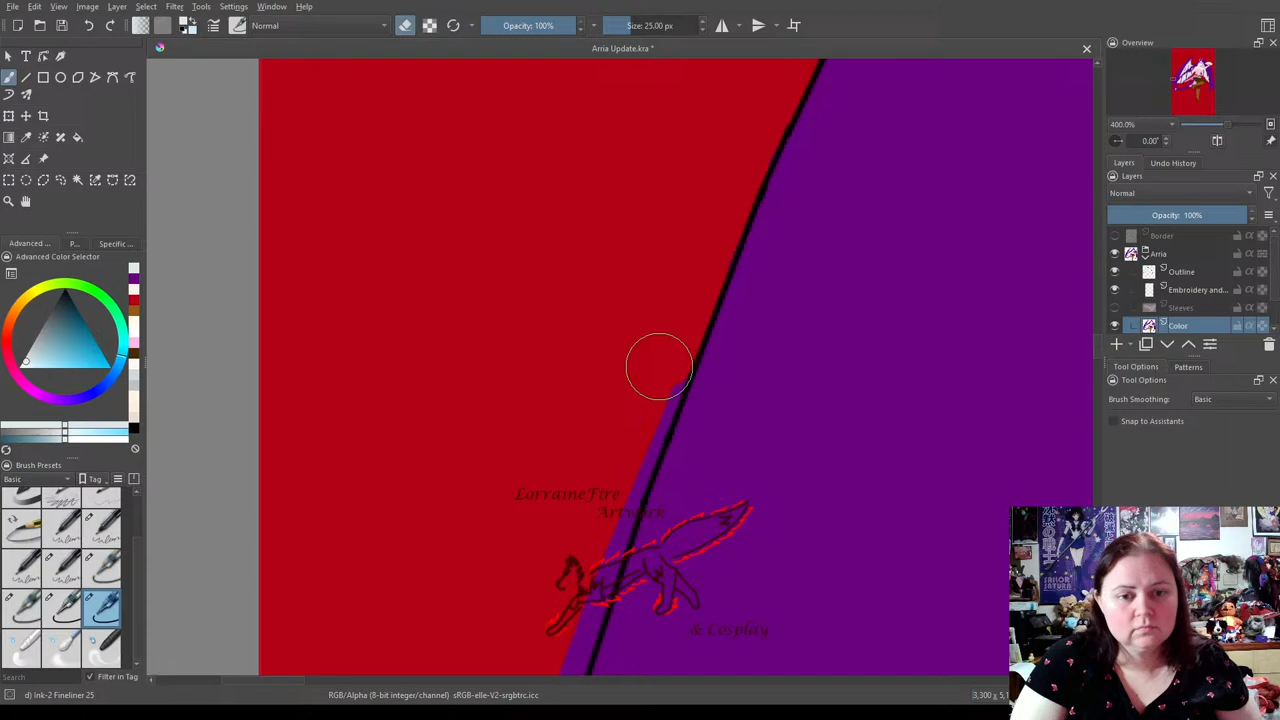 File Edit View Image Layer Select Filter Tools Settings Window Help
Normal Opacity: 100% Size: 25.00 px
Arria Update.kra *
Overview
400.0%
0.00°
Layers Undo History
Layers
Normal
Opacity: 100%
Border
Arria
Outline
Embroidery and...
Sleeves
Color
Tool Options Patterns
Tool Options
Brush Smoothing: Basic
Snap to Assistants
Advanced ... P... Specific ...
Advanced Color Selector
Brush Presets
Basic Tag
Search Filter in Tag
d) Ink-2 Fineliner 25
RGB/Alpha (8-bit integer/channel) sRGB-elle-V2-srgbtrc.icc
LorraineFire
Artwork
& Cosplay
SAILOR
SATURN